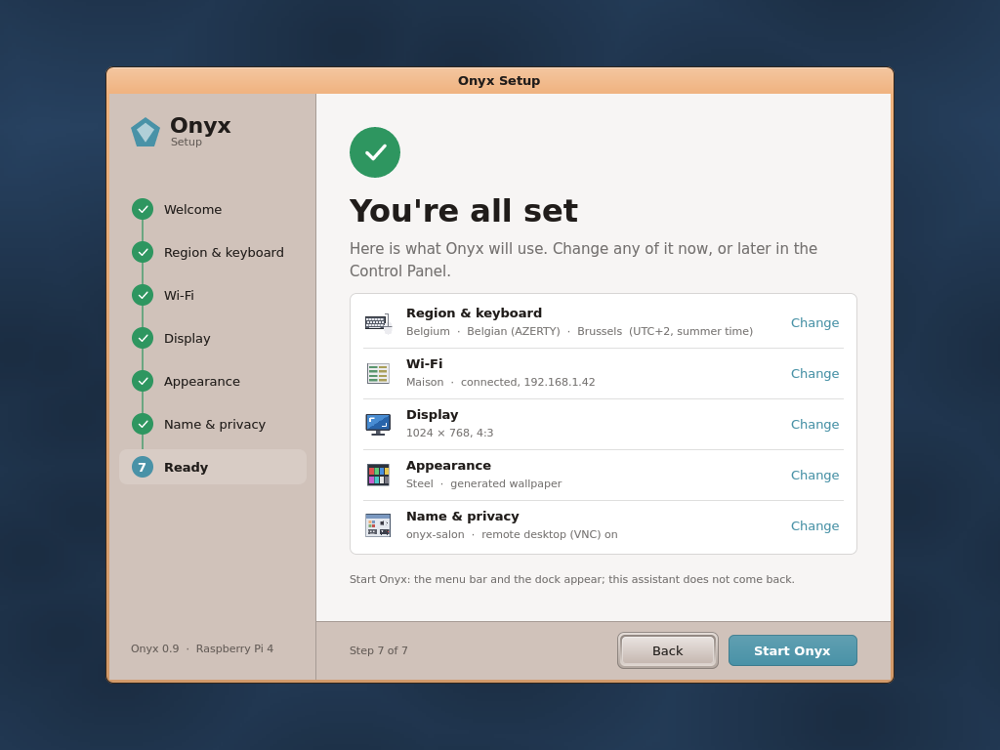 Onyx Setup
Onyx
Setup
Welcome
Region & keyboard
Wi-Fi
Display
Appearance
Name & privacy
7 Ready
Onyx 0.9 · Raspberry Pi 4
You're all set
Here is what Onyx will use. Change any of it now, or later in the
Control Panel.
Region & keyboard
Belgium · Belgian (AZERTY) · Brussels (UTC+2, summer time)
Change
Wi-Fi
Maison · connected, 192.168.1.42
Change
Display
1024 × 768, 4:3
Change
Appearance
Steel · generated wallpaper
Change
Name & privacy
onyx-salon · remote desktop (VNC) on
Change
Start Onyx: the menu bar and the dock appear; this assistant does not come back.
Step 7 of 7
Back
Start Onyx